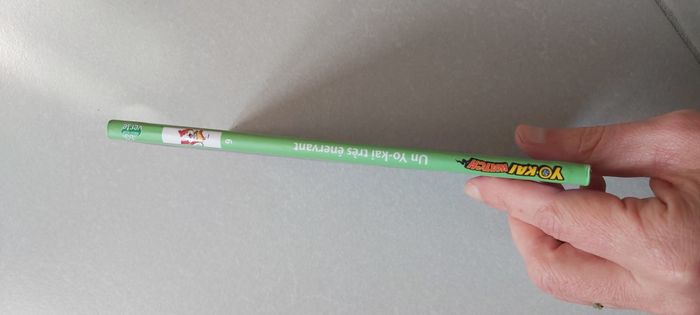 YO-KAI WATCH
Un Yo-kai très énervant
6
verte